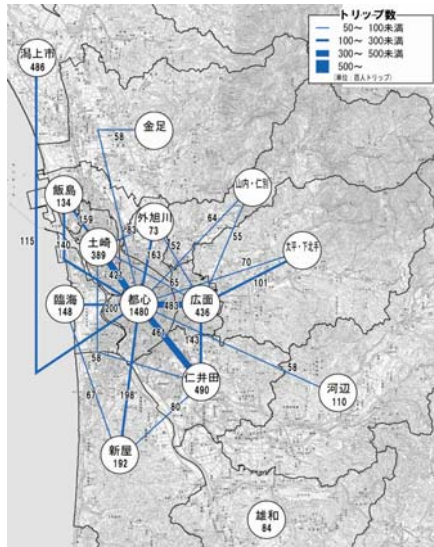 トリップ数
50～ 100未満
100～ 300未満
300～ 500未満
500～
(単位：百人トリップ)
潟上市
486
金足
58
飯島
134
159
外旭川
73
83
山内・仁別
64
55
土崎
389
140
115
52
63
65
太平・下北手
70
101
臨海
148
200
都心
1480
483
広面
436
143
58
58
仁井田
490
河辺
110
67
198
80
新屋
192
雄和
84